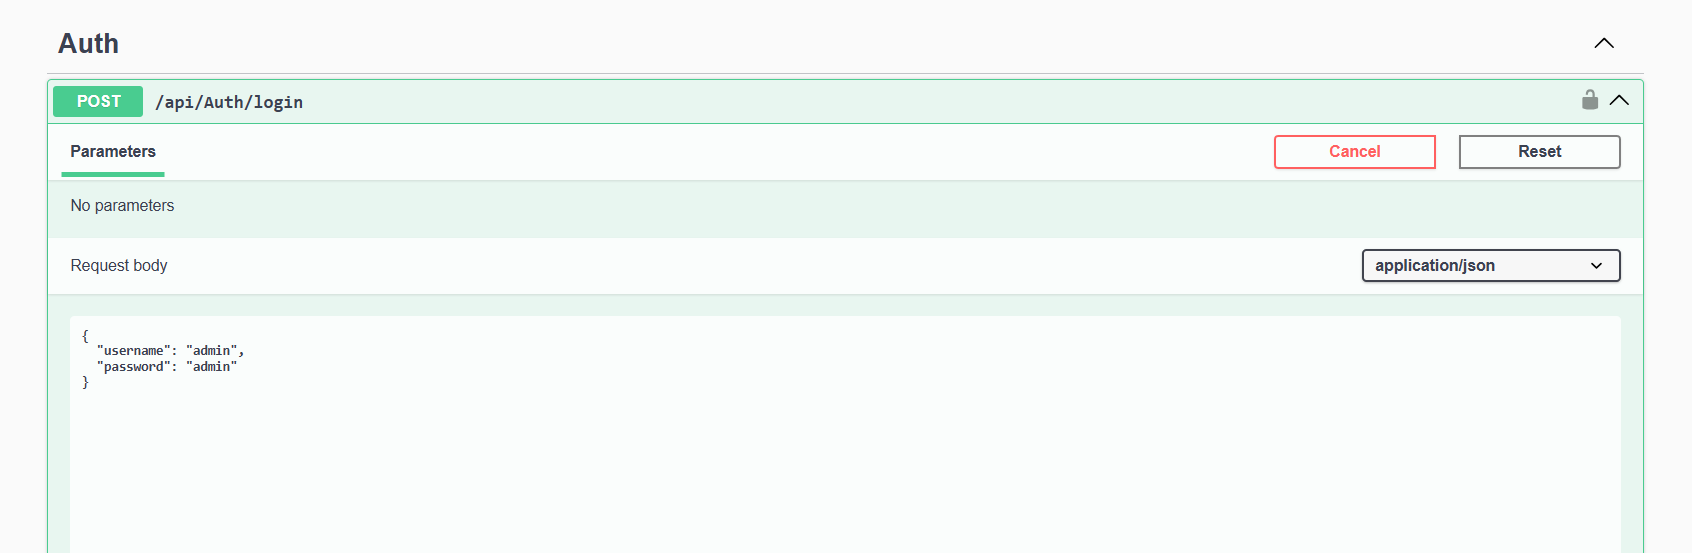 Auth
POST /api/Auth/login
Parameters Cancel Reset
No parameters
Request body application/json
{
"username": "admin",
"password": "admin"
}